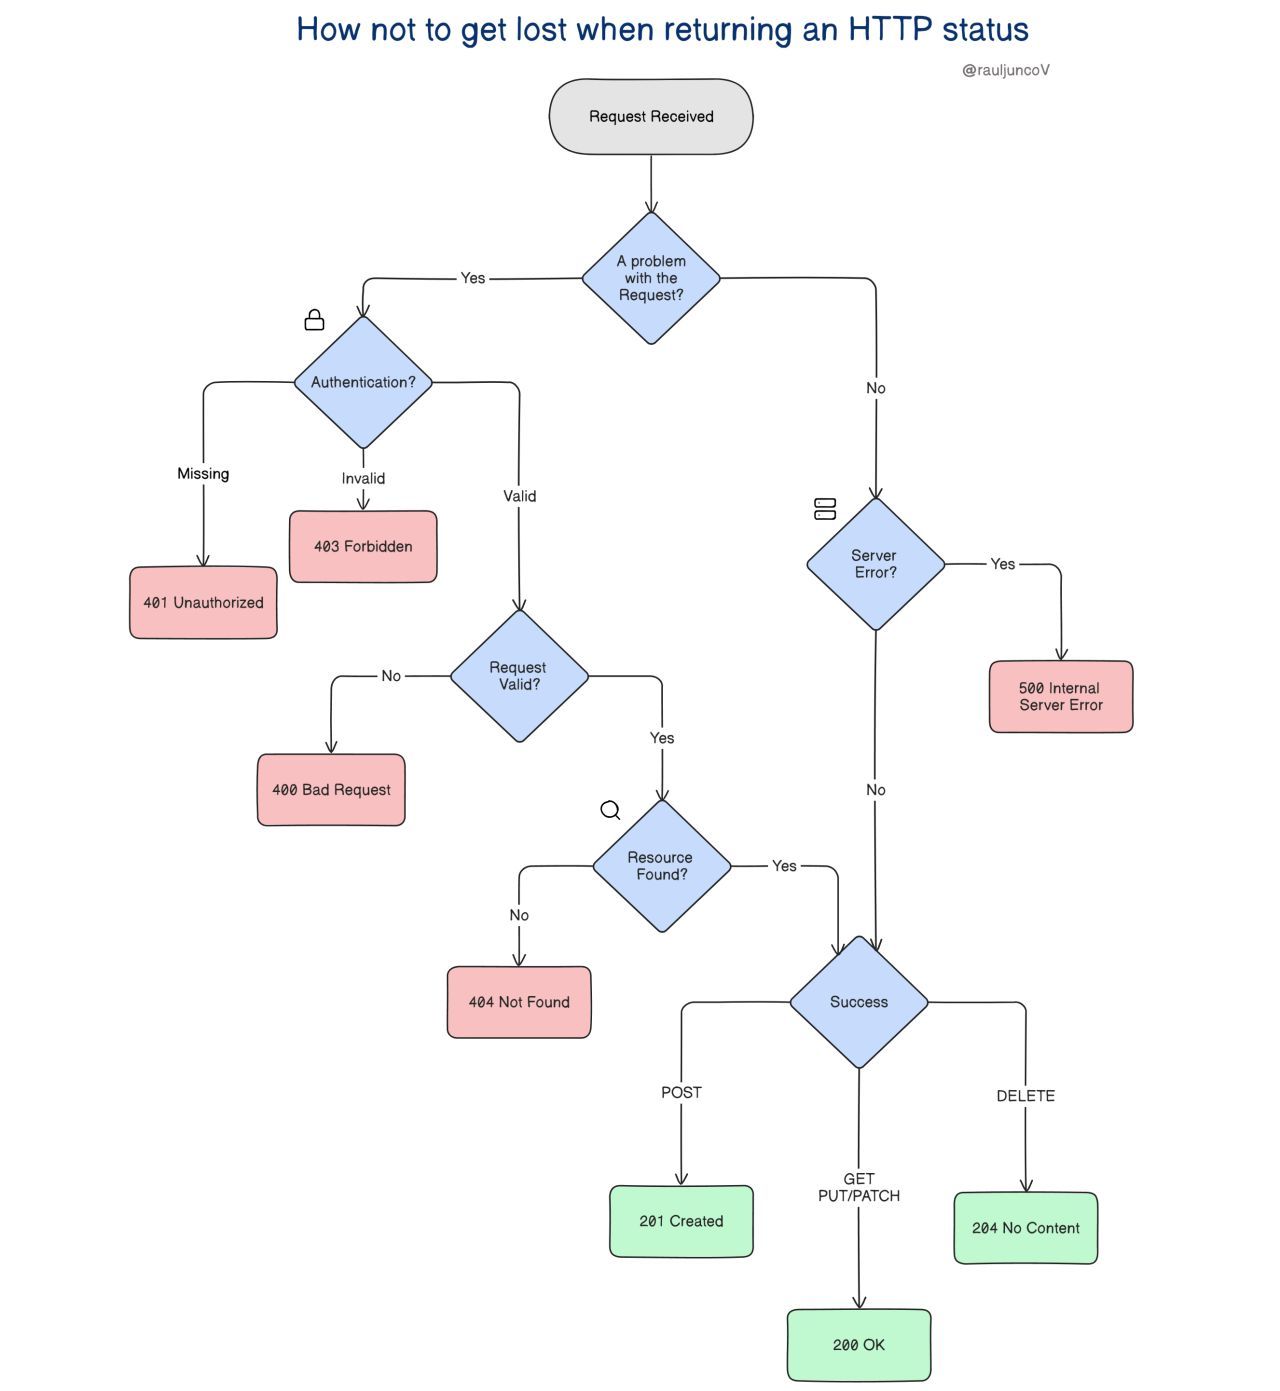 How not to get lost when returning an HTTP status
@rauljuncoV
Request Received
A problem
with the
Request?
Yes
No
Authentication?
Missing
Invalid
Valid
403 Forbidden
401 Unauthorized
Server
Error?
Yes
500 Internal
Server Error
No
Request
Valid?
No
Yes
400 Bad Request
Resource
Found?
Yes
No
404 Not Found
Success
POST
GET
PUT/PATCH
DELETE
201 Created
204 No Content
200 OK